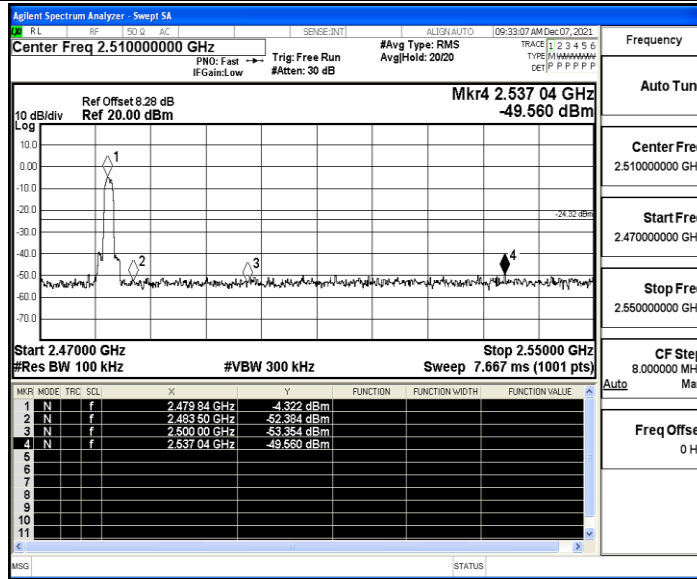 Agilent Spectrum Analyzer - Swept SA
RL RF 50 Ω AC SENSE:INT ALIGNAUTO 09:33:07 AM Dec 07, 2021
Center Freq 2.510000000 GHz
PNO: Fast
IFGain:Low
Trig: Free Run
#Atten: 30 dB
#Avg Type: RMS
Avg|Hold: 20/20
TRACE 1 2 3 4 5 6
TYPE M W W W W W
DET P P P P P P
Frequency
Auto Tun
Center Fre
2.510000000 GH
Start Fre
2.470000000 GH
Stop Fre
2.550000000 GH
CF Step
8.000000 MH
Auto Ma
Freq Offse
0 H
Mkr4 2.537 04 GHz
-49.560 dBm
Ref Offset 8.28 dB
10 dB/div Ref 20.00 dBm
Log
10.0
0.00
-10.0
-20.0
-30.0
-40.0
-50.0
-60.0
-70.0
1
2
3
4
-24.32 dBm
Start 2.47000 GHz Stop 2.55000 GHz
#Res BW 100 kHz #VBW 300 kHz Sweep 7.667 ms (1001 pts)
MKR MODE TRC SCL X Y FUNCTION FUNCTION WIDTH FUNCTION VALUE
1 N f 2.479 84 GHz -4.322 dBm
2 N f 2.483 50 GHz -52.384 dBm
3 N f 2.500 00 GHz -53.354 dBm
4 N f 2.537 04 GHz -49.560 dBm
5
6
7
8
9
10
11
MSG STATUS